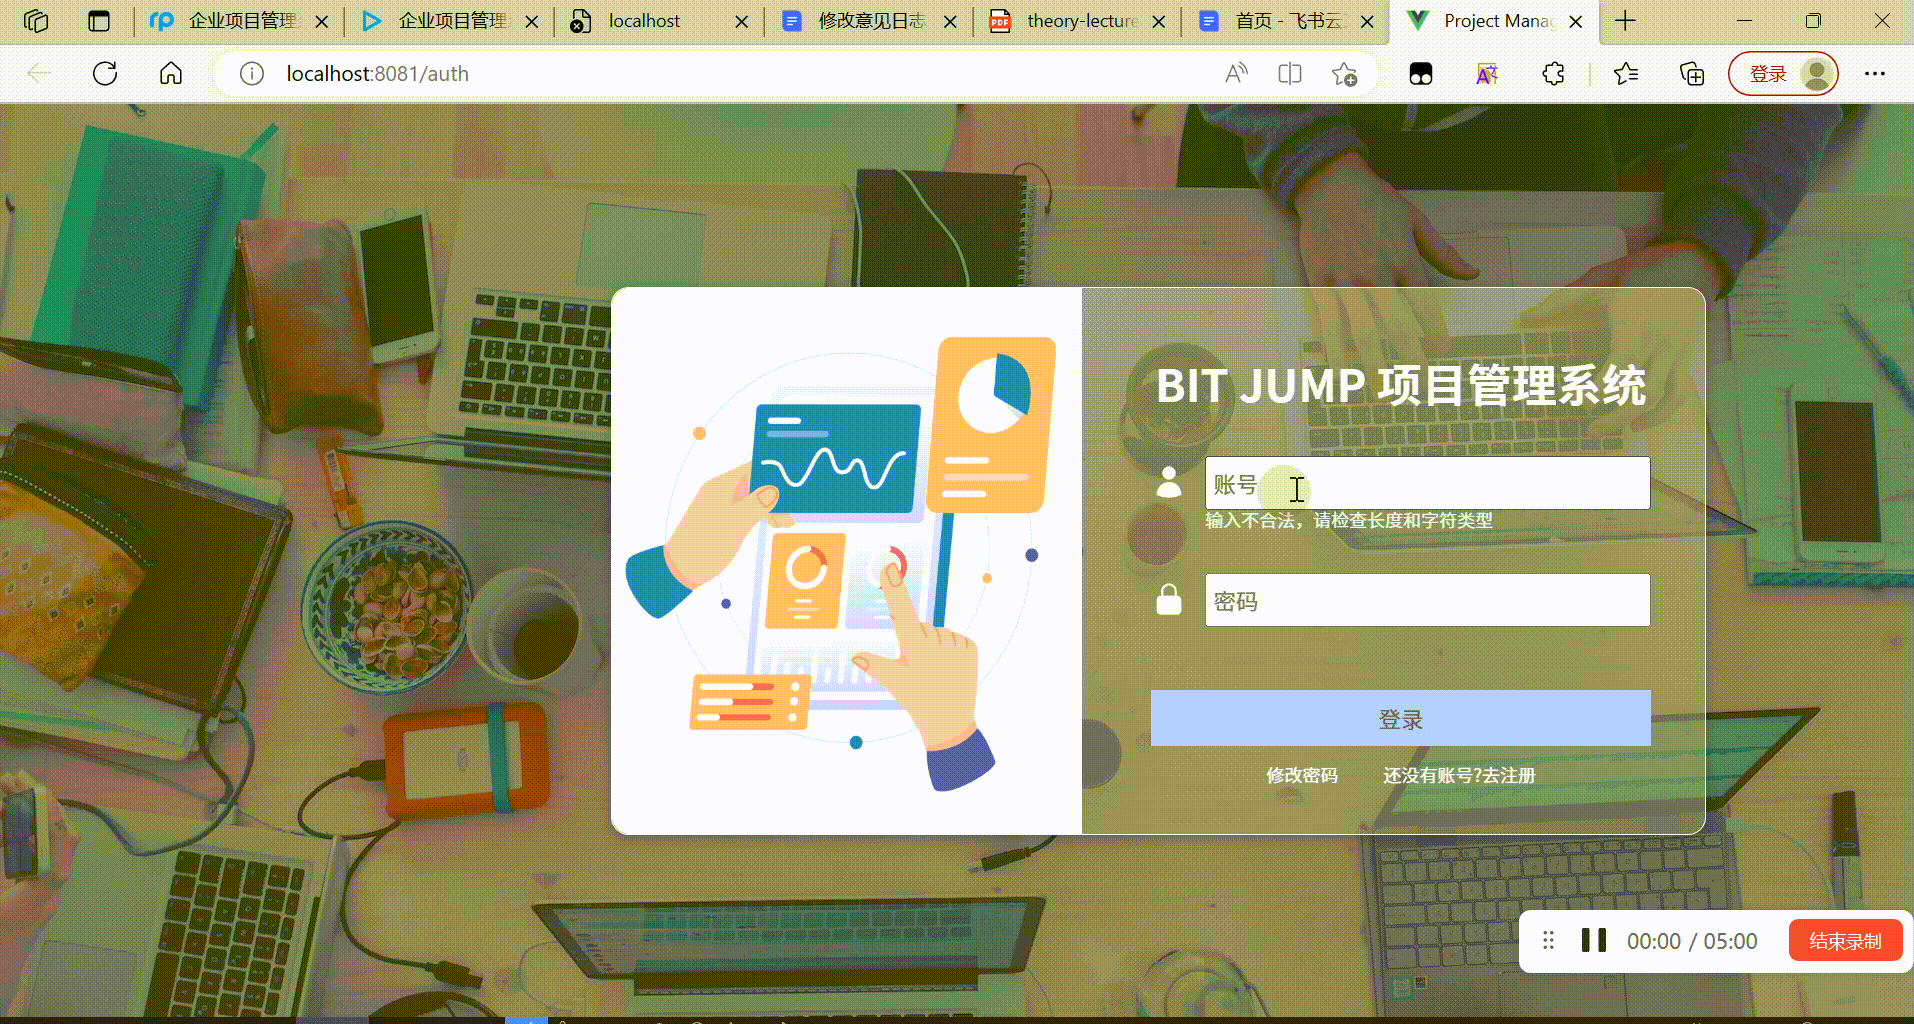 企业项目管理
企业项目管理
localhost
修改意见日志
theory-lecture
首页 - 飞书云
Project Manag
localhost:8081/auth
登录
BIT JUMP 项目管理系统
账号
输入不合法，请检查长度和字符类型
密码
登录
修改密码 还没有账号?去注册
00:00 / 05:00
结束录制